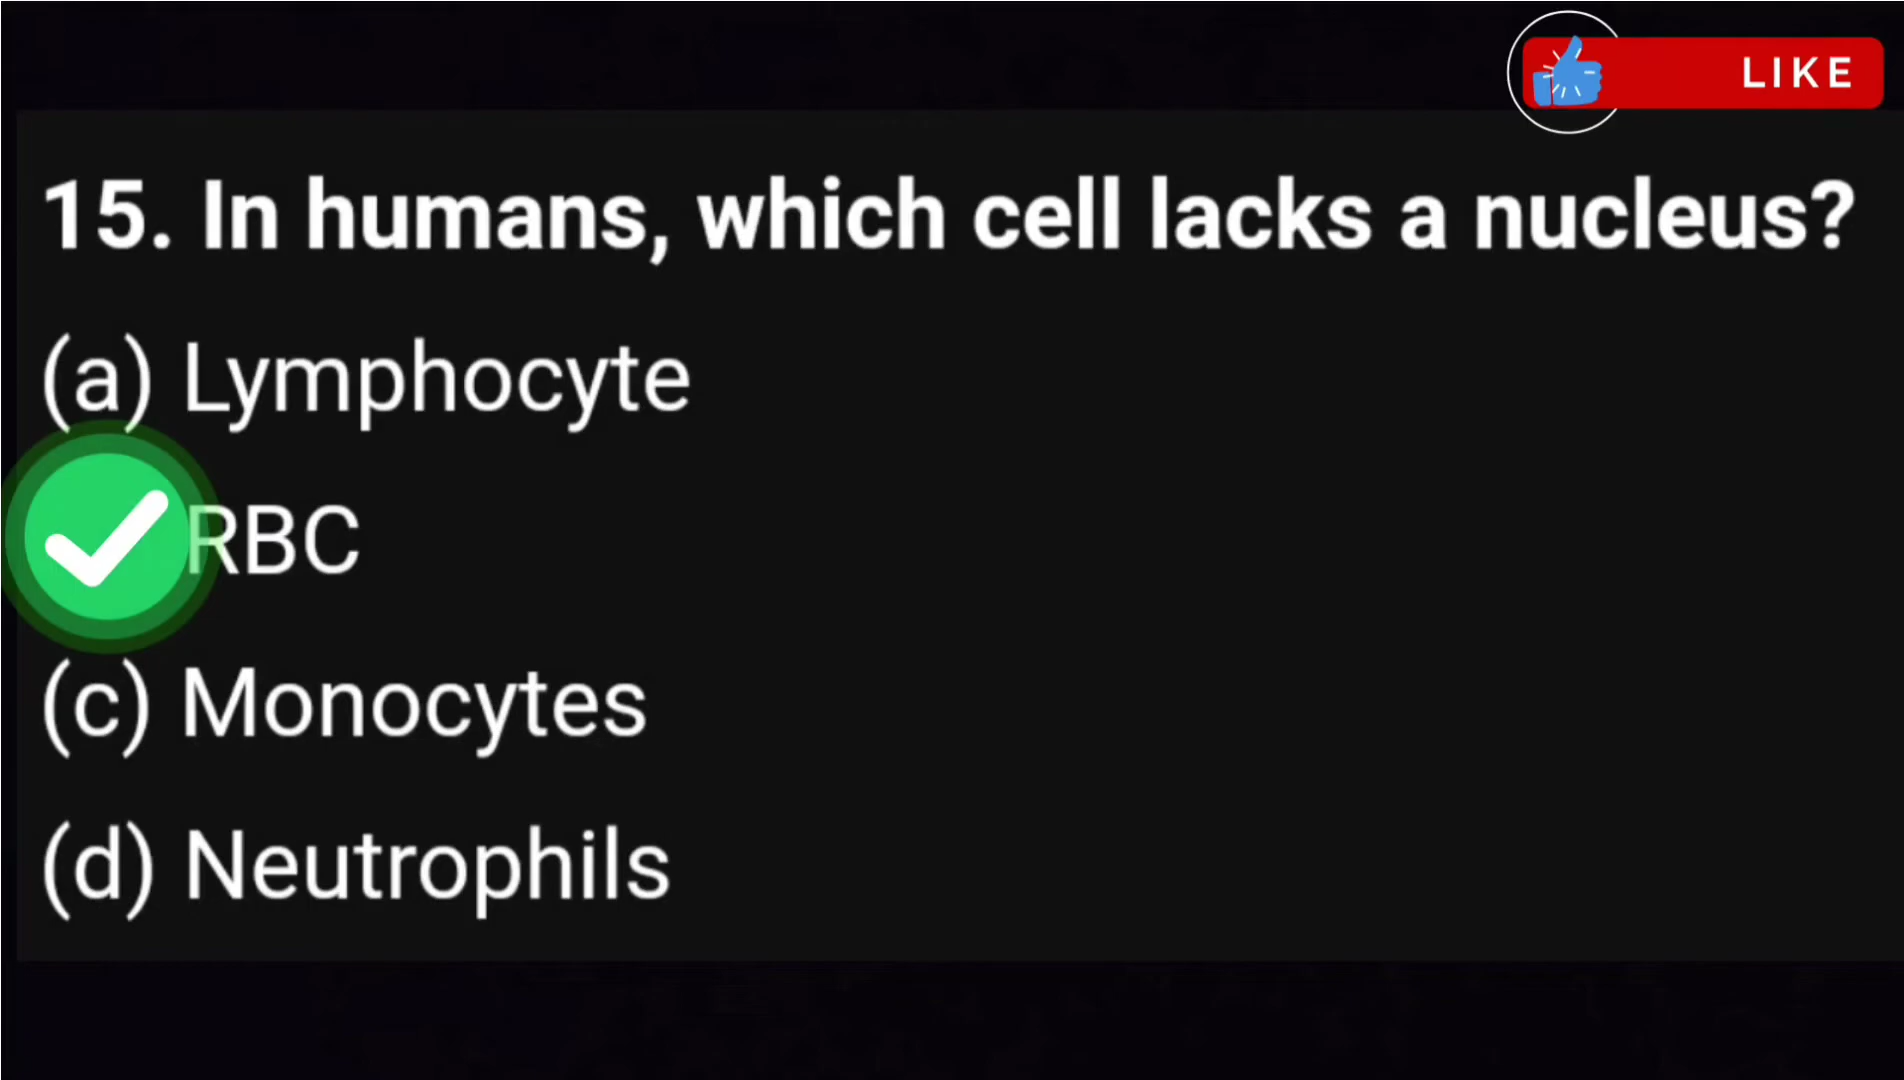 LIKE
15. In humans, which cell lacks a nucleus?
(a) Lymphocyte
RBC
(c) Monocytes
(d) Neutrophils